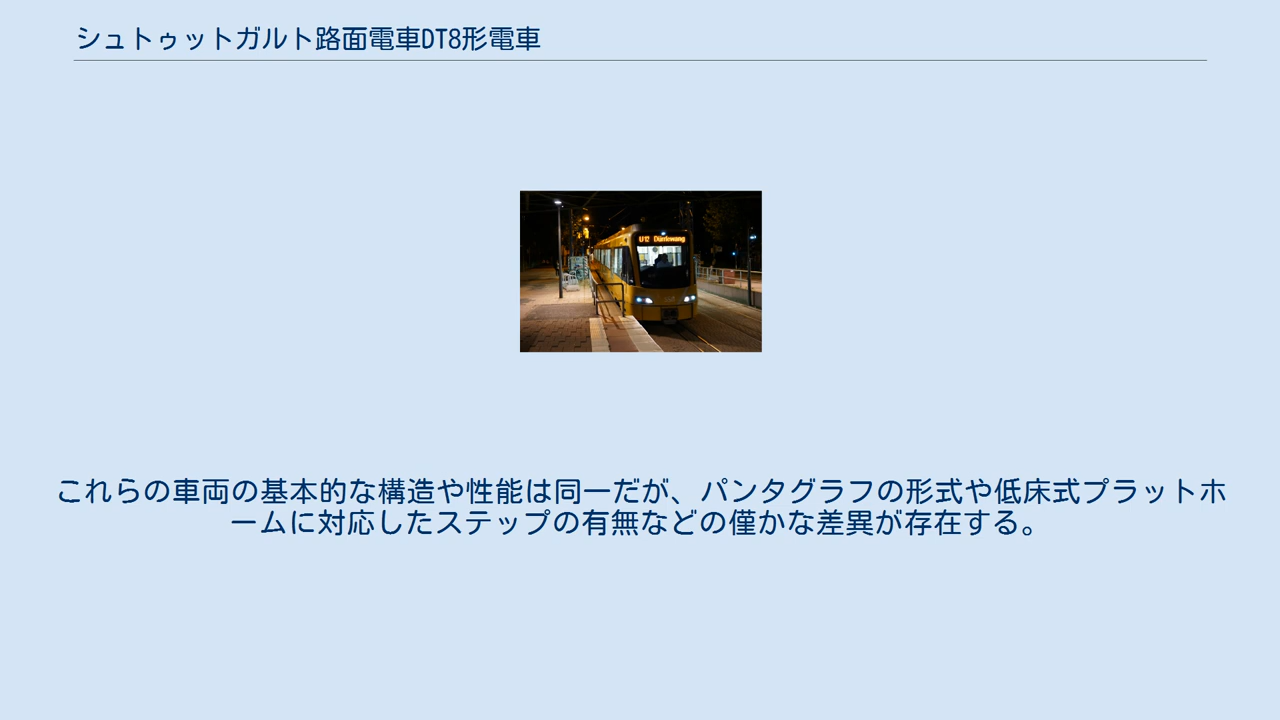 シュトゥットガルト路面電車DT8形電車
U12 Dürrlewang
これらの車両の基本的な構造や性能は同一だが、パンタグラフの形式や低床式プラットホ
ームに対応したステップの有無などの僅かな差異が存在する。